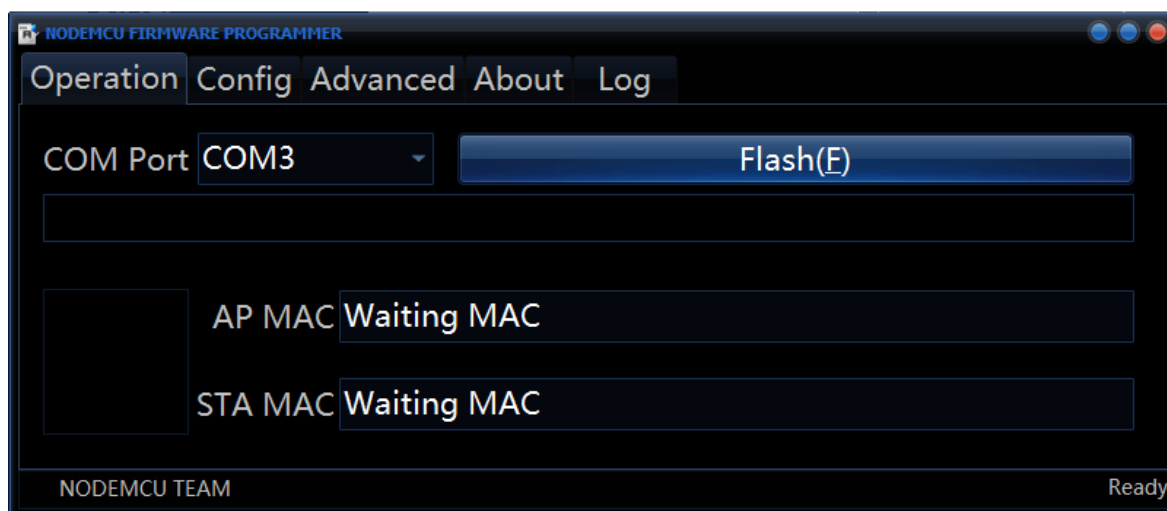 NODEMCU FIRMWARE PROGRAMMER
Operation Config Advanced About Log
COM Port COM3 Flash(F)
AP MAC Waiting MAC
STA MAC Waiting MAC
NODEMCU TEAM Ready